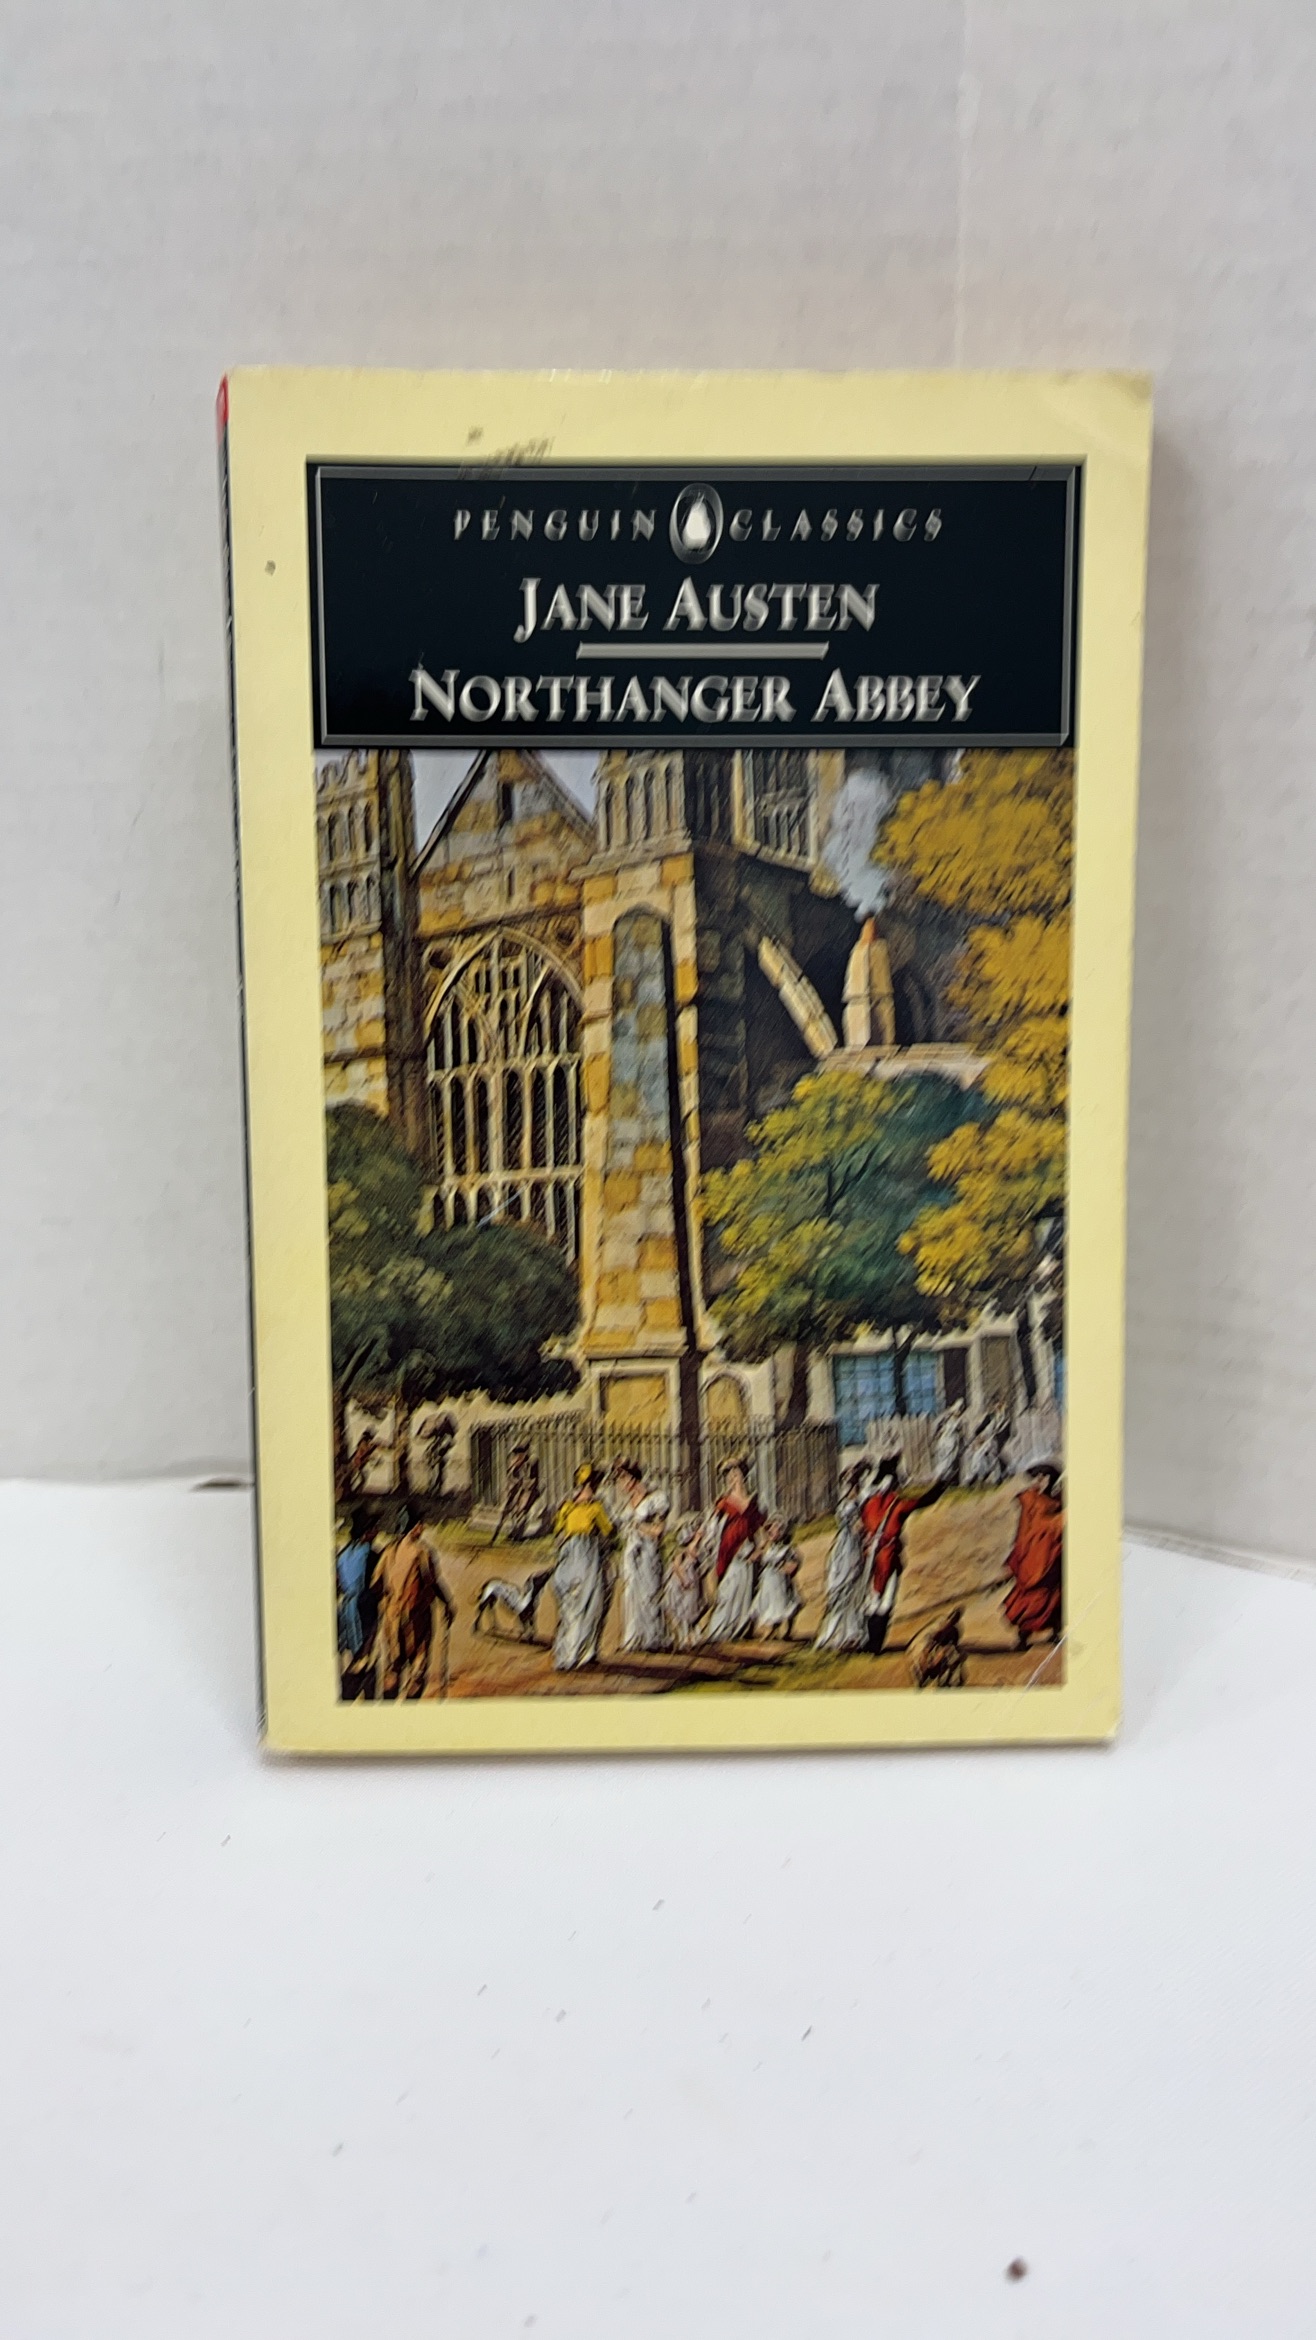 PENGUIN CLASSICS
JANE AUSTEN
NORTHANGER ABBEY